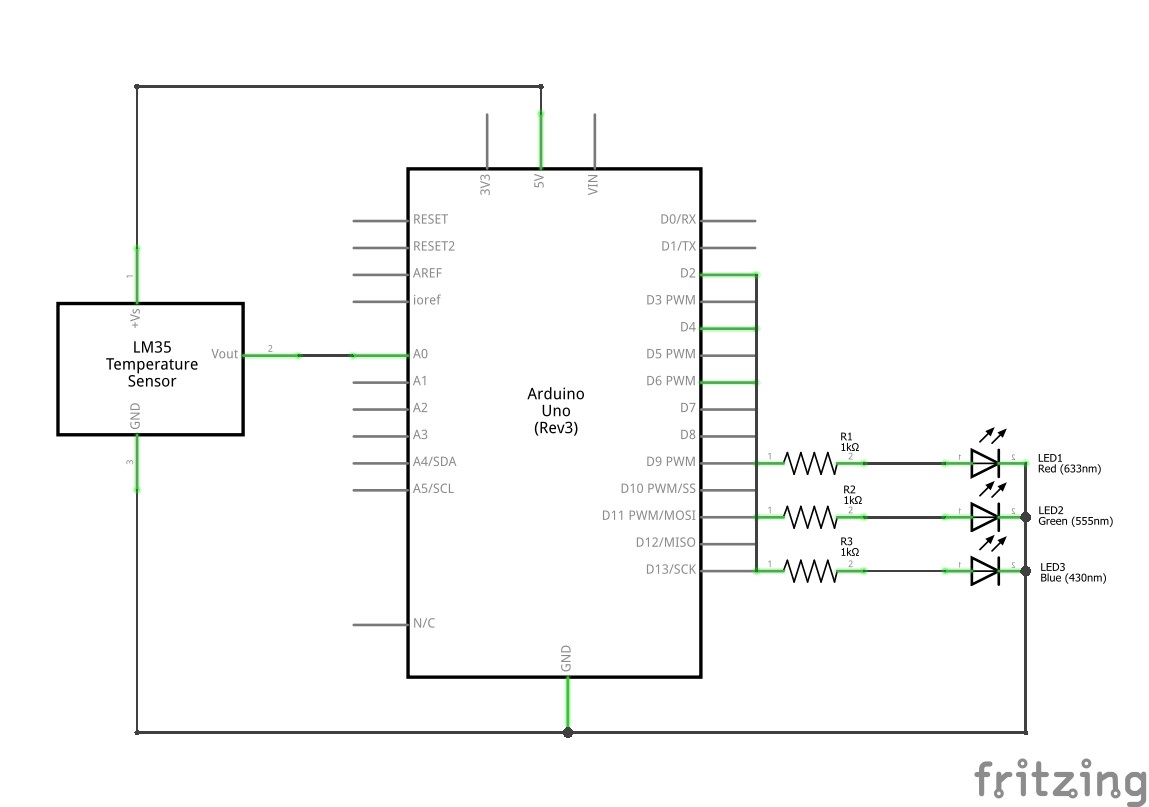 3V3
5V
VIN
RESET
RESET2
AREF
ioref
A0
A1
A2
A3
A4/SDA
A5/SCL
N/C
D0/RX
D1/TX
D2
D3 PWM
D4
D5 PWM
D6 PWM
D7
D8
D9 PWM
D10 PWM/SS
D11 PWM/MOSI
D12/MISO
D13/SCK
GND
Arduino
Uno
(Rev3)
1
+Vs
LM35
Temperature
Sensor
Vout
2
GND
3
R1
1kΩ
1
2
1
2
LED1
Red (633nm)
R2
1kΩ
1
2
1
2
LED2
Green (555nm)
R3
1kΩ
1
2
1
2
LED3
Blue (430nm)
fritzing